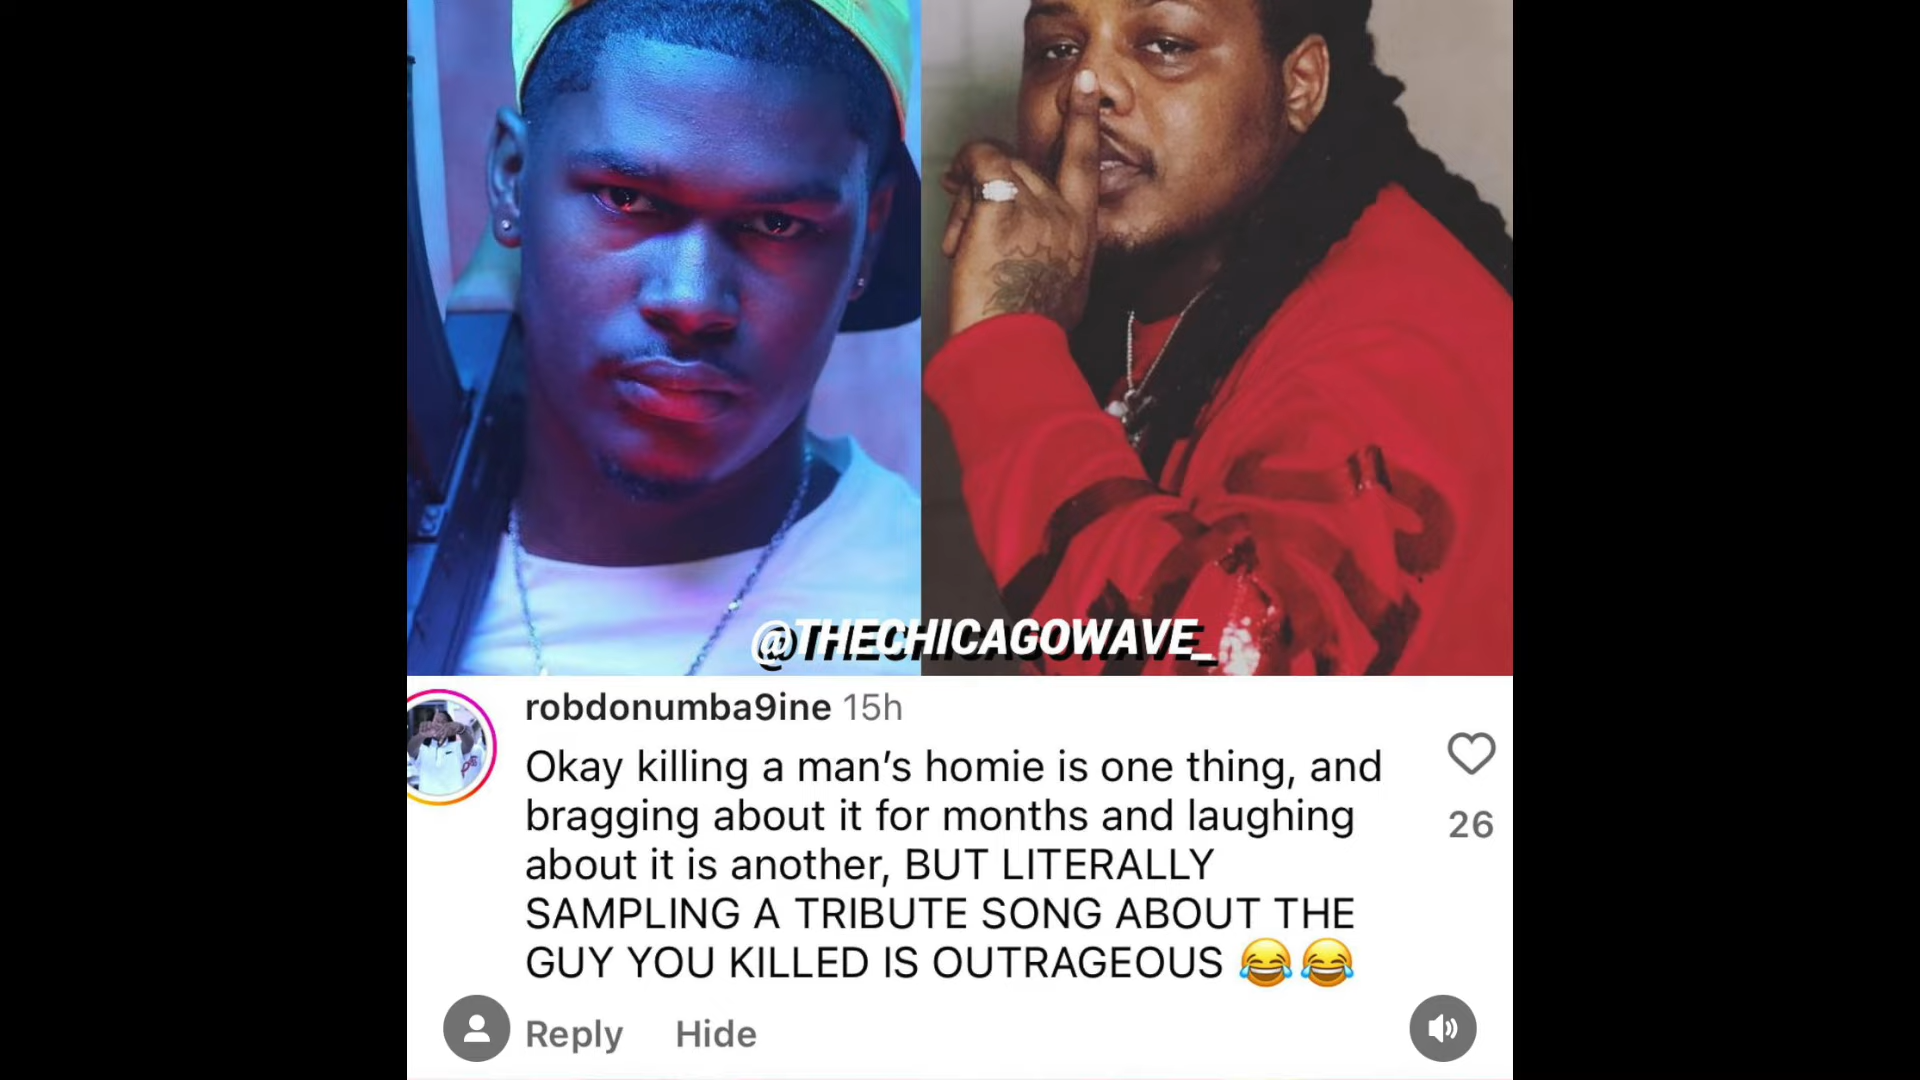 @THECHICAGOWAVE_
robdonumba9ine 15h
Okay killing a man’s homie is one thing, and
bragging about it for months and laughing
about it is another, BUT LITERALLY
SAMPLING A TRIBUTE SONG ABOUT THE
GUY YOU KILLED IS OUTRAGEOUS 😂😂
26
Reply Hide